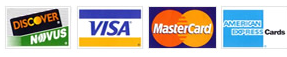 DISCOVER
NOVUS
VISA
MasterCard
AMERICAN
EXPRESS Cards